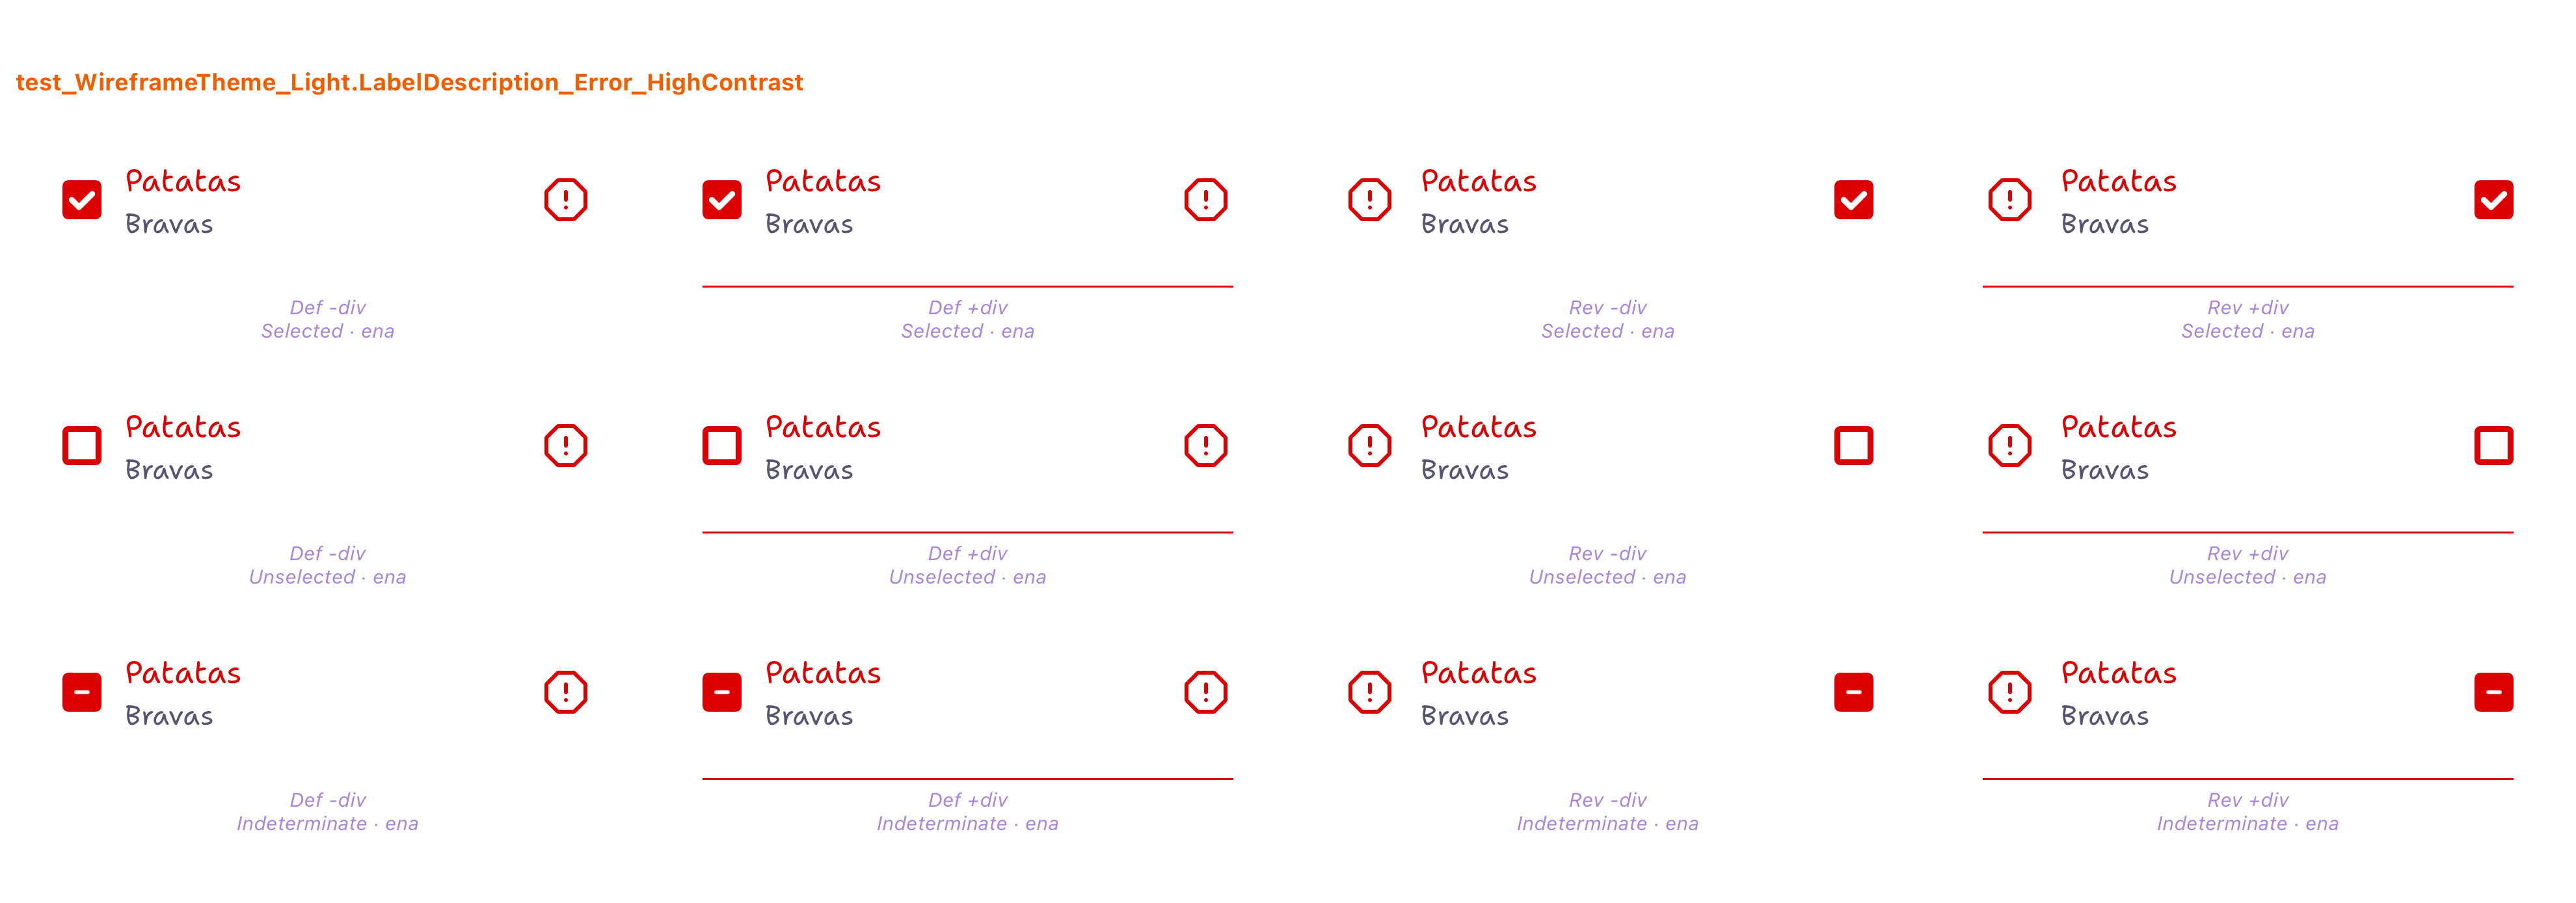 test_WireframeTheme_Light.LabelDescription_Error_HighContrast
Patatas
Bravas
Def -div
Selected · ena
Patatas
Bravas
Def +div
Selected · ena
Patatas
Bravas
Rev -div
Selected · ena
Patatas
Bravas
Rev +div
Selected · ena
Patatas
Bravas
Def -div
Unselected · ena
Patatas
Bravas
Def +div
Unselected · ena
Patatas
Bravas
Rev -div
Unselected · ena
Patatas
Bravas
Rev +div
Unselected · ena
Patatas
Bravas
Def -div
Indeterminate · ena
Patatas
Bravas
Def +div
Indeterminate · ena
Patatas
Bravas
Rev -div
Indeterminate · ena
Patatas
Bravas
Rev +div
Indeterminate · ena